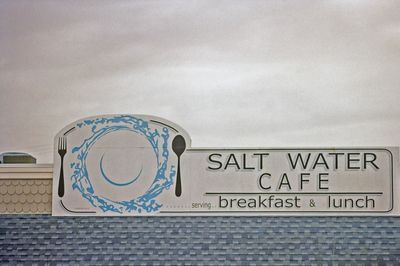 SALT WATER
CAFE
.......serving..breakfast & lunch